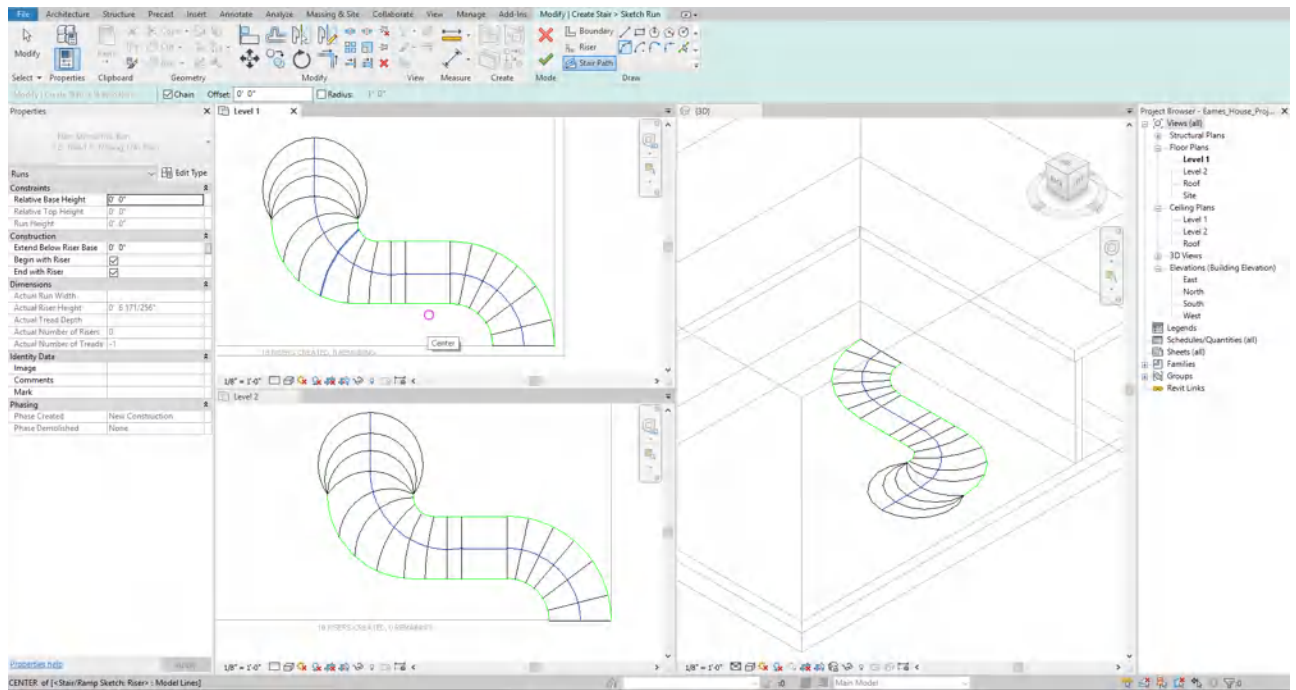 File Architecture Structure Precast Insert Annotate Analyze Massing & Site Collaborate View Manage Add-Ins Modify | Create Stair > Sketch Run
Modify
Boundary
Riser
Stair Path
Select Properties Clipboard Geometry Modify View Measure Create Mode Draw
Chain Offset: 0' 0" Radius: 1' 0"
Properties
Runs Edit Type
Constraints
Relative Base Height 0' 0"
Relative Top Height 0' 0"
Run Height 0' 0"
Construction
Extend Below Riser Base 0' 0"
Begin with Riser
End with Riser
Dimensions
Actual Run Width
Actual Riser Height 0' 6 171/256"
Actual Tread Depth
Actual Number of Risers 0
Actual Number of Treads -1
Identity Data
Image
Comments
Mark
Phasing
Phase Created New Construction
Phase Demolished None
Properties help Apply
Level 1
Center
1/8" = 1'-0"
Level 2
1/8" = 1'-0"
{3D}
1/8" = 1'-0"
Project Browser - Eames_House_Proj...
Views (all)
Structural Plans
Floor Plans
Level 1
Level 2
Roof
Site
Ceiling Plans
Level 1
Level 2
Roof
3D Views
Elevations (Building Elevation)
East
North
South
West
Legends
Schedules/Quantities (all)
Sheets (all)
Families
Groups
Revit Links
CENTER of [<Stair/Ramp Sketch: Riser> : Model Lines]
:0
Main Model
:0